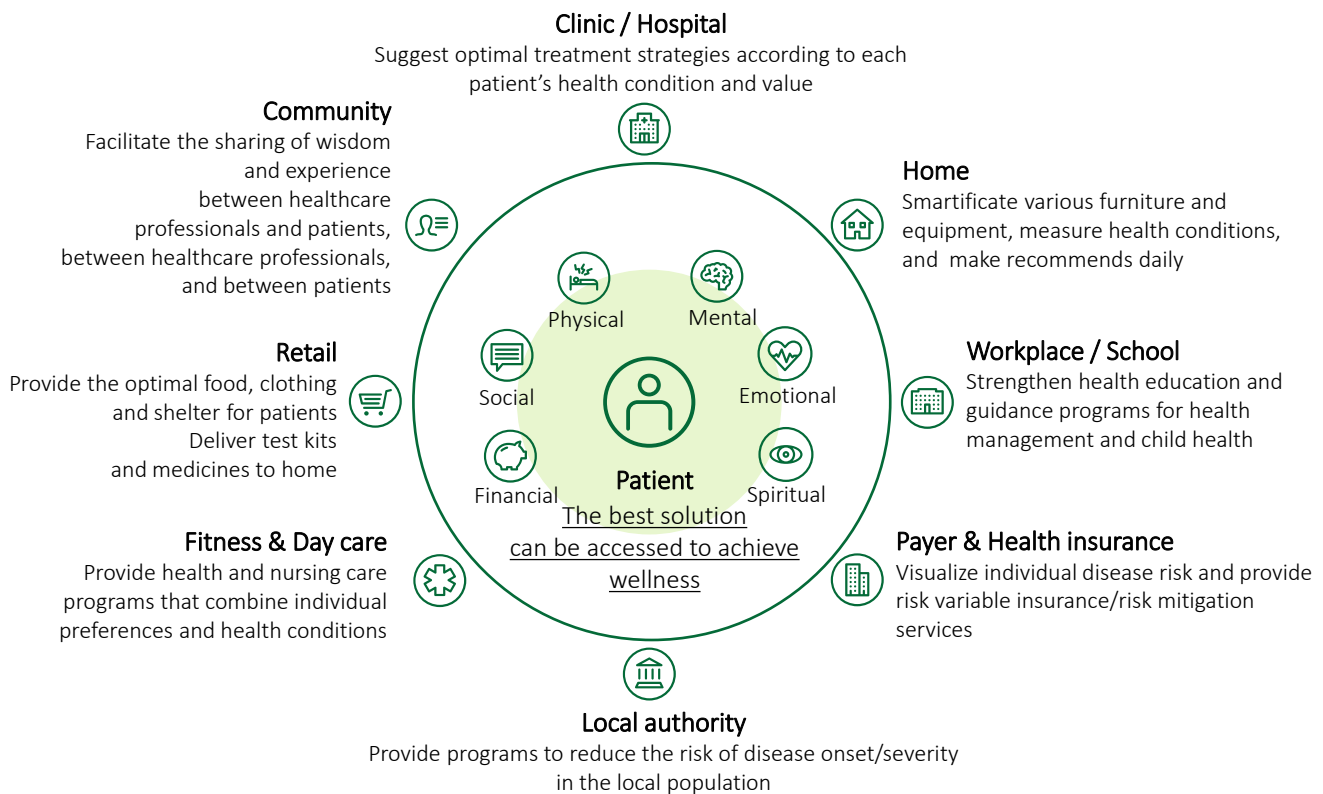 Clinic / Hospital
Suggest optimal treatment strategies according to each
patient's health condition and value
Community
Facilitate the sharing of wisdom
and experience
between healthcare
professionals and patients,
between healthcare professionals,
and between patients
Home
Smartificate various furniture and
equipment, measure health conditions,
and  make recommends daily
Physical
Mental
Social
Emotional
Financial
Spiritual
Patient
The best solution
can be accessed to achieve
wellness
Retail
Provide the optimal food, clothing
and shelter for patients
Deliver test kits
and medicines to home
Workplace / School
Strengthen health education and
guidance programs for health
management and child health
Fitness & Day care
Provide health and nursing care
programs that combine individual
preferences and health conditions
Payer & Health insurance
Visualize individual disease risk and provide
risk variable insurance/risk mitigation
services
Local authority
Provide programs to reduce the risk of disease onset/severity
in the local population